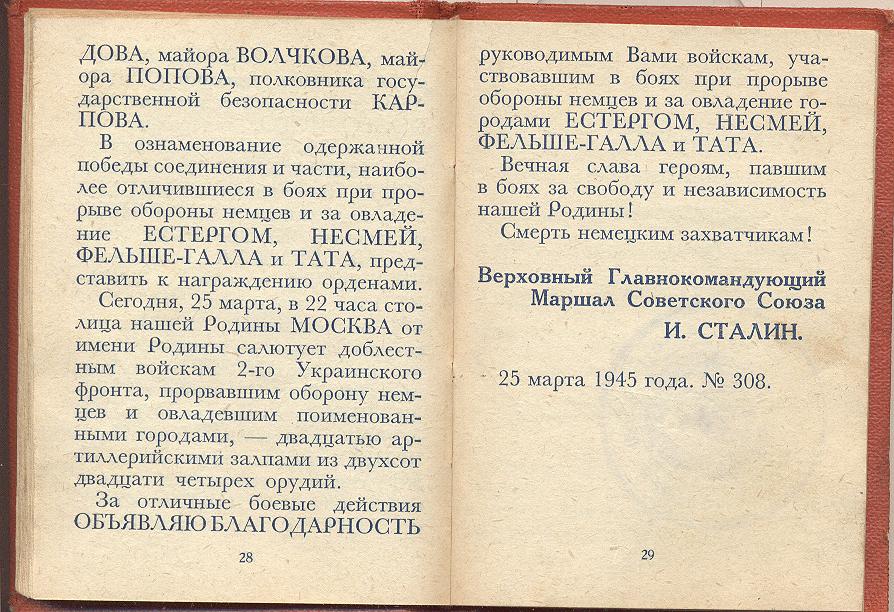 ДОВА, майора ВОЛЧКОВА, май-
ора ПОПОВА, полковника госу-
дарственной безопасности КАР-
ПОВА.
В ознаменование одержанной
победы соединения и части, наибо-
лее отличившиеся в боях при про-
рыве обороны немцев и за овладе-
ние ЕСТЕРГОМ, НЕСМЕЙ,
ФЕЛЬШЕ-ГАЛЛА и ТАТА, пред-
ставить к награждению орденами.
Сегодня, 25 марта, в 22 часа сто-
лица нашей Родины МОСКВА от
имени Родины салютует доблест-
ным войскам 2-го Украинского
фронта, прорвавшим оборону нем-
цев и овладевшим поименован-
ными городами, — двадцатью ар-
тиллерийскими залпами из двухсот
двадцати четырех орудий.
За отличные боевые действия
ОБЪЯВЛЯЮ БЛАГОДАРНОСТЬ
28
руководимым Вами войскам, уча-
ствовавшим в боях при прорыве
обороны немцев и за овладение го-
родами ЕСТЕРГОМ, НЕСМЕЙ,
ФЕЛЬШЕ-ГАЛЛА и ТАТА.
Вечная слава героям, павшим
в боях за свободу и независимость
нашей Родины!
Смерть немецким захватчикам!
Верховный Главнокомандующий
Маршал Советского Союза
И. СТАЛИН.
25 марта 1945 года. № 308.
29